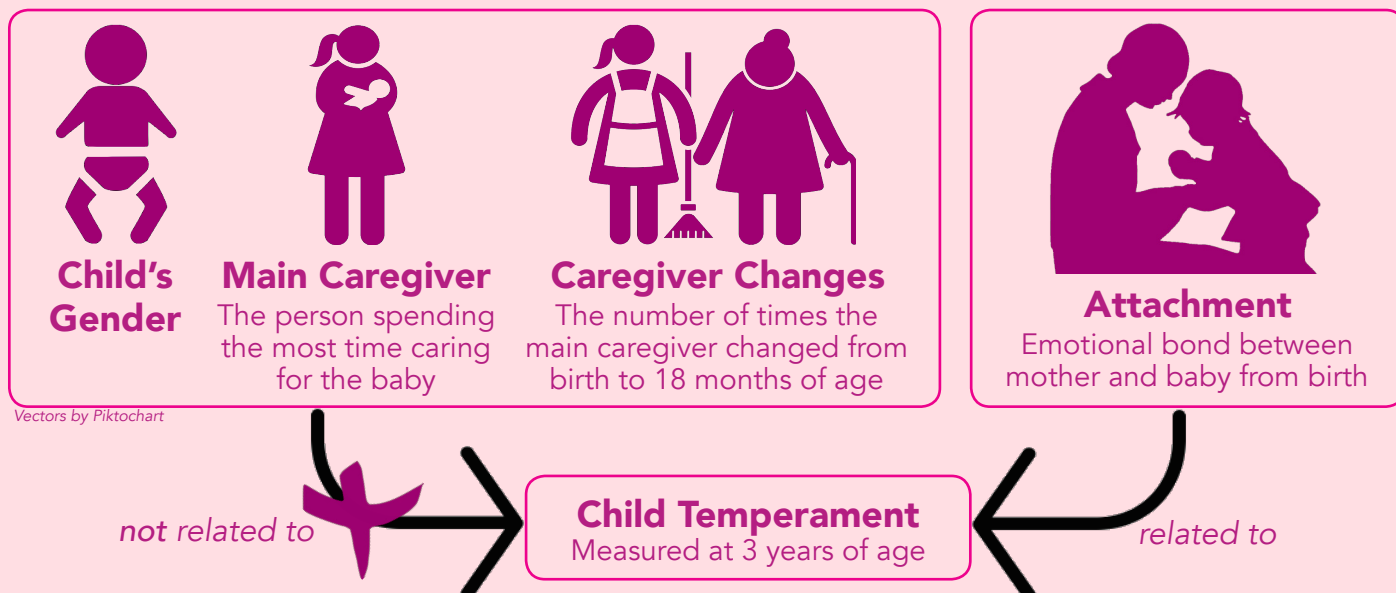 Child's
Gender
Main Caregiver
The person spending
the most time caring
for the baby
Caregiver Changes
The number of times the
main caregiver changed from
birth to 18 months of age
Attachment
Emotional bond between
mother and baby from birth
Vectors by Piktochart
not related to
Child Temperament
Measured at 3 years of age
related to